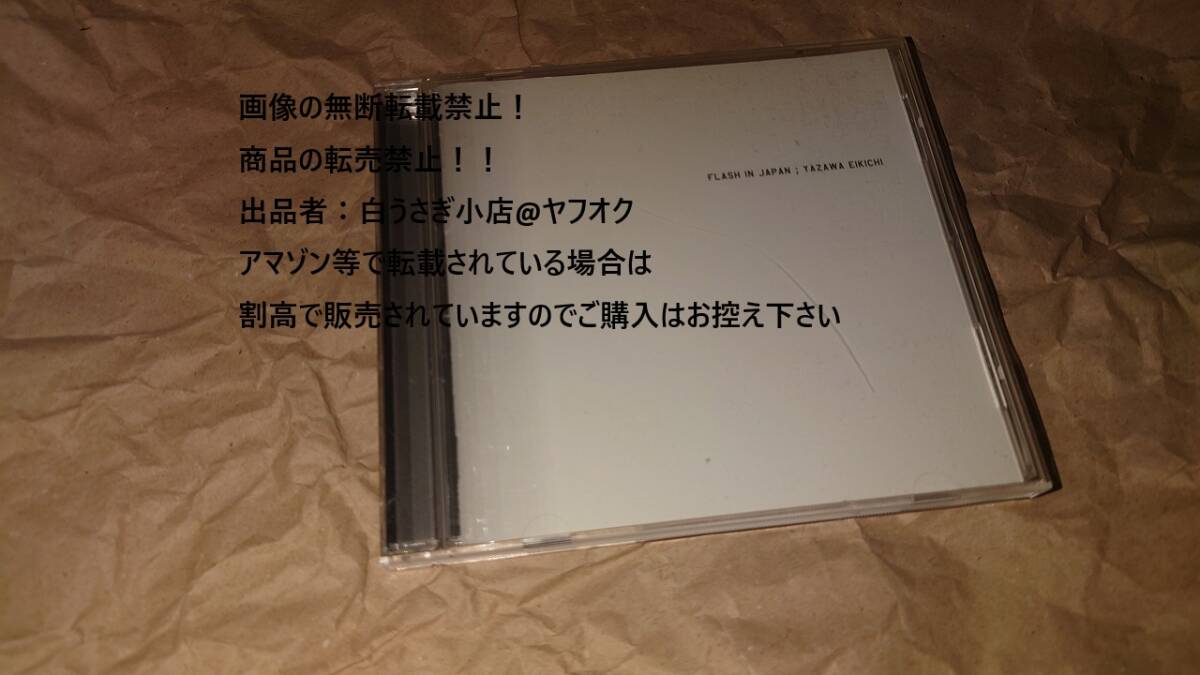 画像の無断転載禁止！
商品の転売禁止！！
出品者：白うさぎ小店@ヤフオク
アマゾン等で転載されている場合は
割高で販売されていますのでご購入はお控え下さい
FLASH IN JAPAN ; YAZAWA EIKICHI